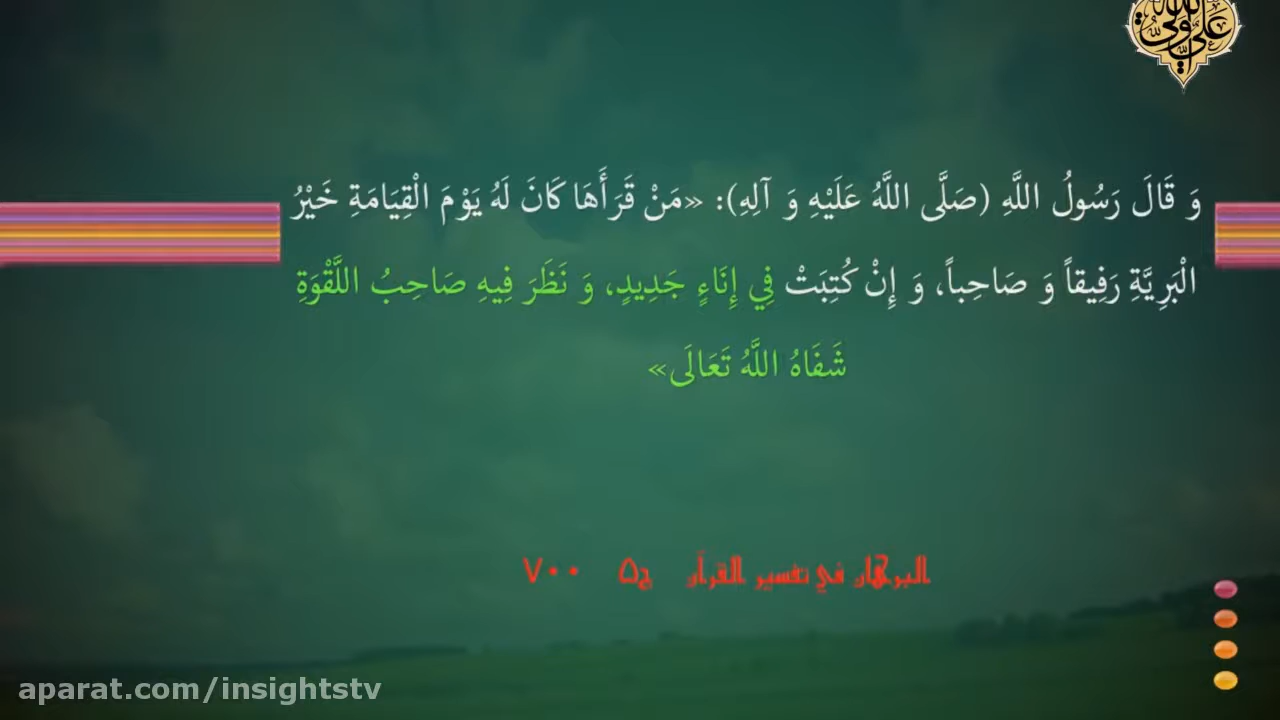 وَ قَالَ رَسُولُ اللَّهِ (صَلَّى اللَّهُ عَلَيْهِ وَ آلِهِ): «مَنْ قَرَأَهَا كَانَ لَهُ يَوْمَ الْقِيَامَةِ خَيْرُ
الْبَرِيَّةِ رَفِيقاً وَ صَاحِباً، وَ إِنْ كُتِبَتْ فِي إِنَاءٍ جَدِيدٍ، وَ نَظَرَ فِيهِ صَاحِبُ اللَّقْوَةِ
شَفَاهُ اللَّهُ تَعَالَى»
البرهان في تفسير القرآن ج۵ ۷۰۰
aparat.com/insightstv